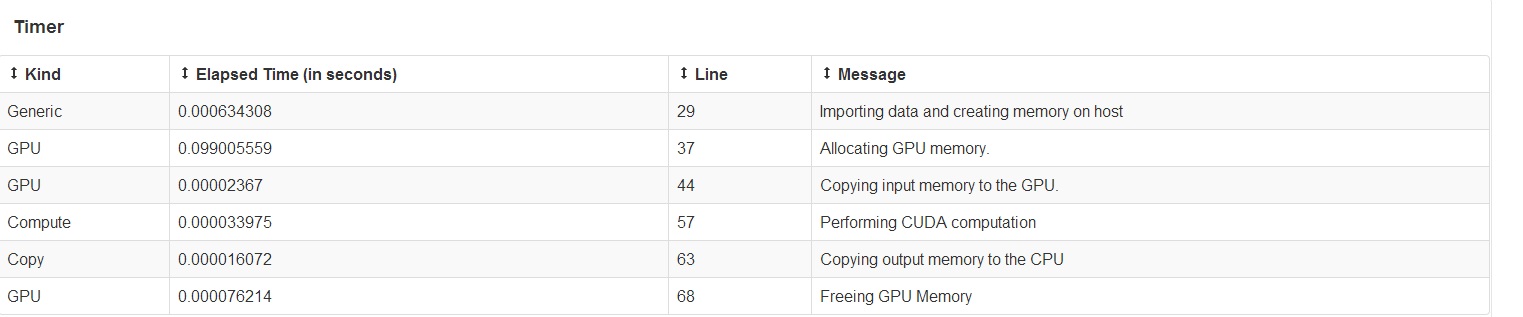 Timer
Kind Elapsed Time (in seconds) Line Message
Generic 0.000634308 29 Importing data and creating memory on host
GPU 0.099005559 37 Allocating GPU memory.
GPU 0.00002367 44 Copying input memory to the GPU.
Compute 0.000033975 57 Performing CUDA computation
Copy 0.000016072 63 Copying output memory to the CPU
GPU 0.000076214 68 Freeing GPU Memory